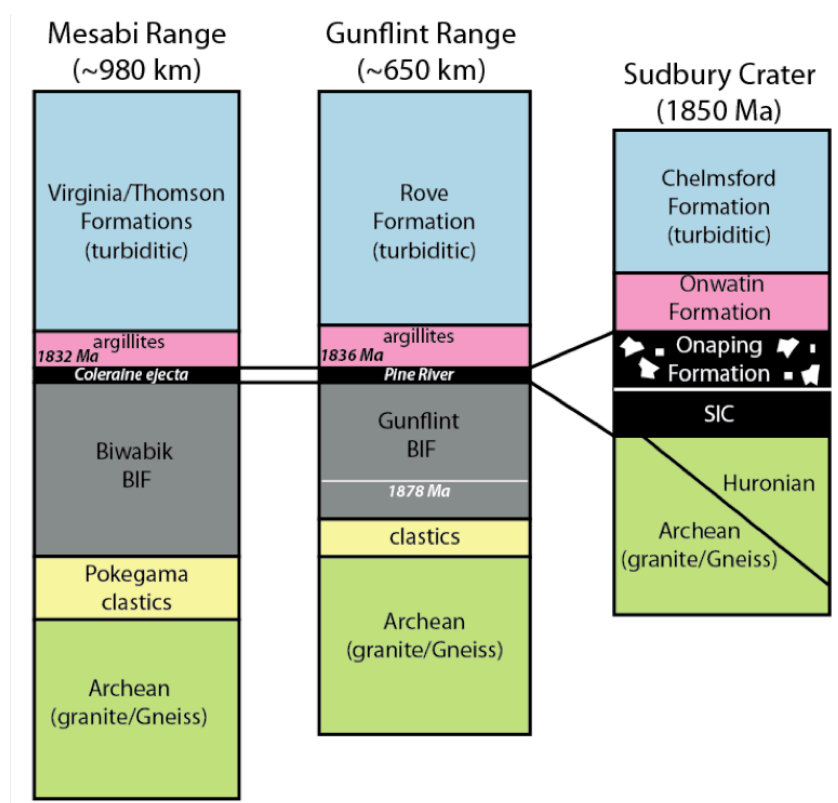 Mesabi Range
(~980 km)
Virginia/Thomson
Formations
(turbiditic)
argillites
1832 Ma
Coleraine ejecta
Biwabik
BIF
Pokegama
clastics
Archean
(granite/Gneiss)
Gunflint Range
(~650 km)
Rove
Formation
(turbiditic)
argillites
1836 Ma
Pine River
Gunflint
BIF
1878 Ma
clastics
Archean
(granite/Gneiss)
Sudbury Crater
(1850 Ma)
Chelmsford
Formation
(turbiditic)
Onwatin
Formation
Onaping
Formation
SIC
Huronian
Archean
(granite/Gneiss)